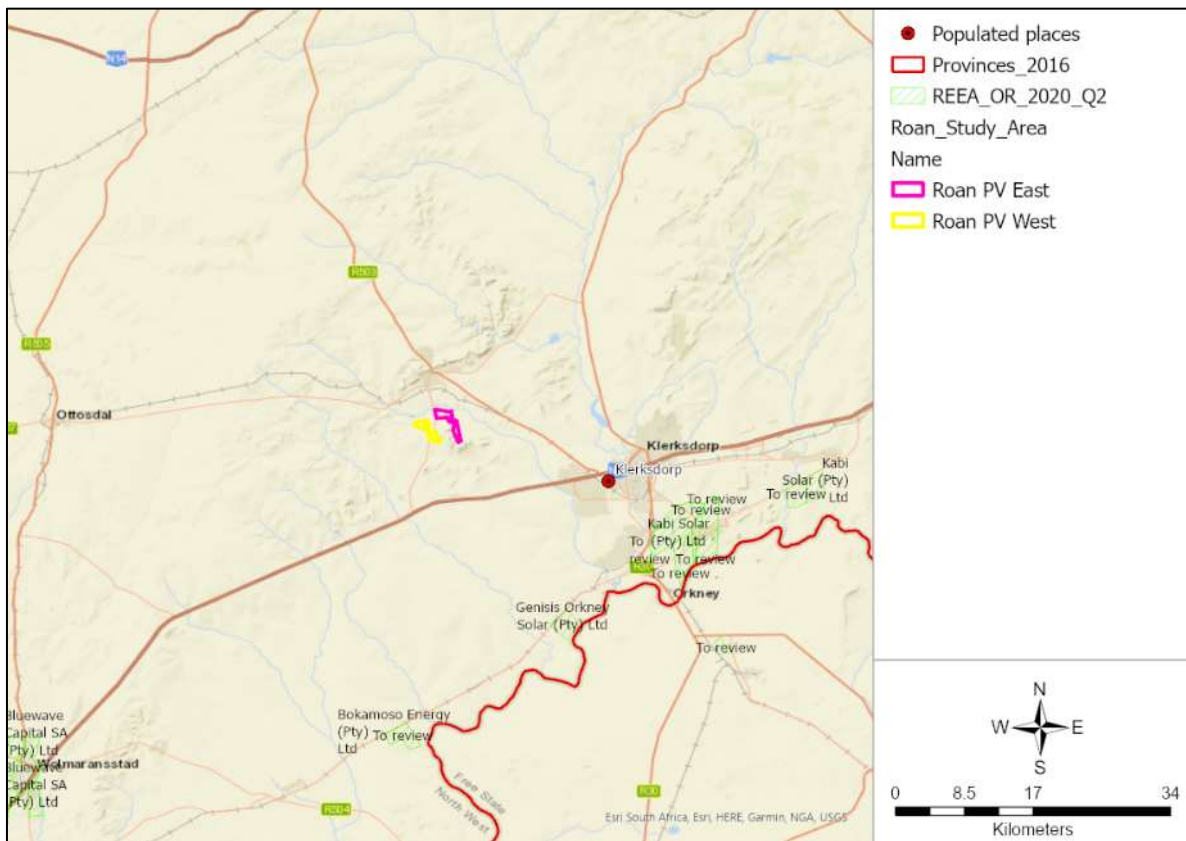 Populated places
Provinces_2016
REEA_OR_2020_Q2
Roan_Study_Area
Name
Roan PV East
Roan PV West
N14
R503
R505
Ottosdal
Klerksdorp
Klerksdorp
Kabi
Solar (Pty)
To review Ltd
To review
To review
Kabi Solar
To (Pty) Ltd
review To review
To review
Orkney
Genisis Orkney
Solar (Pty) Ltd
To review
Bokamoso Energy
(Pty) To review
Ltd
Bluewave
Capital SA
(Pty) Ltd
Bluewave
Wolmaransstad
Capital SA
(Pty) Ltd
R504
R30
Free State
North West
Esri South Africa, Esri, HERE, Garmin, NGA, USGS
N
W E
S
0 8.5 17 34
Kilometers